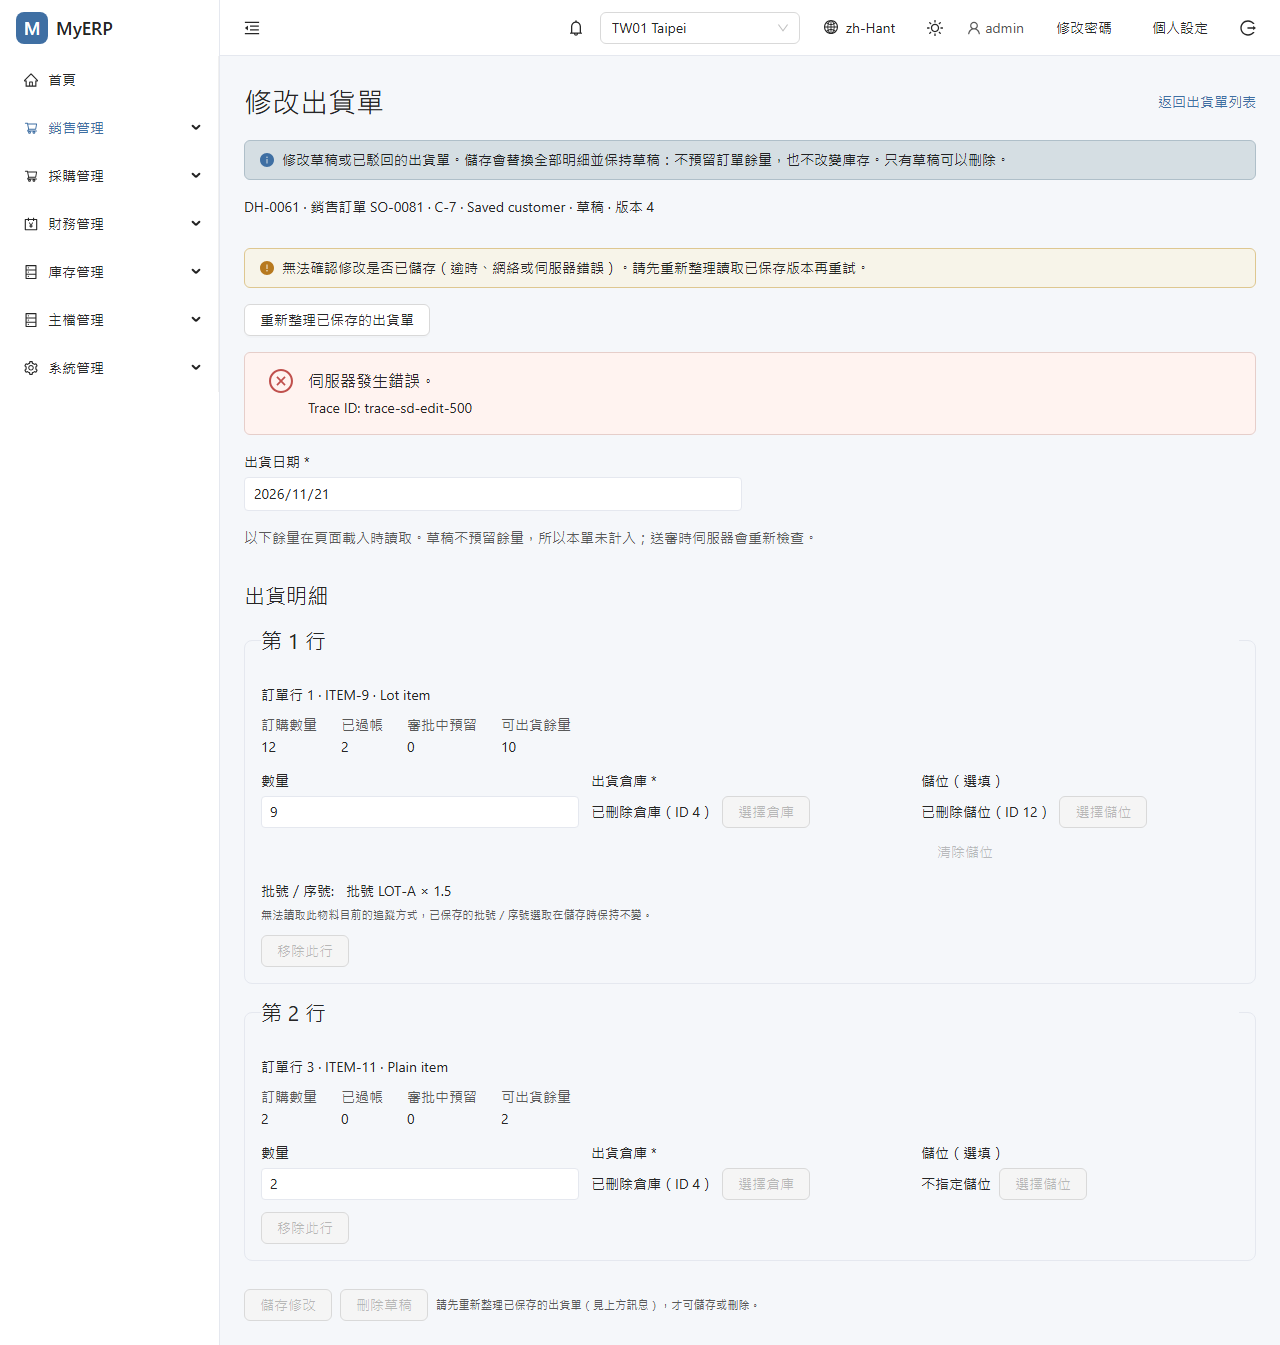 M MyERP
TW01 Taipei
zh-Hant
admin
修改密碼
個人設定
首頁
銷售管理
採購管理
財務管理
庫存管理
主檔管理
系統管理
修改出貨單
返回出貨單列表
修改草稿或已駁回的出貨單。儲存會替換全部明細並保持草稿：不預留訂單餘量，也不改變庫存。只有草稿可以刪除。
DH-0061 · 銷售訂單 SO-0081 · C-7 · Saved customer · 草稿 · 版本 4
無法確認修改是否已儲存（逾時、網絡或伺服器錯誤）。請先重新整理讀取已保存版本再重試。
重新整理已保存的出貨單
伺服器發生錯誤。
Trace ID: trace-sd-edit-500
出貨日期 *
2026/11/21
以下餘量在頁面載入時讀取。草稿不預留餘量，所以本單未計入；送審時伺服器會重新檢查。
出貨明細
第 1 行
訂單行 1 · ITEM-9 · Lot item
訂購數量 已過帳 審批中預留 可出貨餘量
12 2 0 10
數量 出貨倉庫 * 儲位（選填）
9 已刪除倉庫（ID 4） 選擇倉庫 已刪除儲位（ID 12） 選擇儲位
清除儲位
批號 / 序號: 批號 LOT-A × 1.5
無法讀取此物料目前的追蹤方式，已保存的批號 / 序號選取在儲存時保持不變。
移除此行
第 2 行
訂單行 3 · ITEM-11 · Plain item
訂購數量 已過帳 審批中預留 可出貨餘量
2 0 0 2
數量 出貨倉庫 * 儲位（選填）
2 已刪除倉庫（ID 4） 選擇倉庫 不指定儲位 選擇儲位
移除此行
儲存修改 刪除草稿 請先重新整理已保存的出貨單（見上方訊息），才可儲存或刪除。